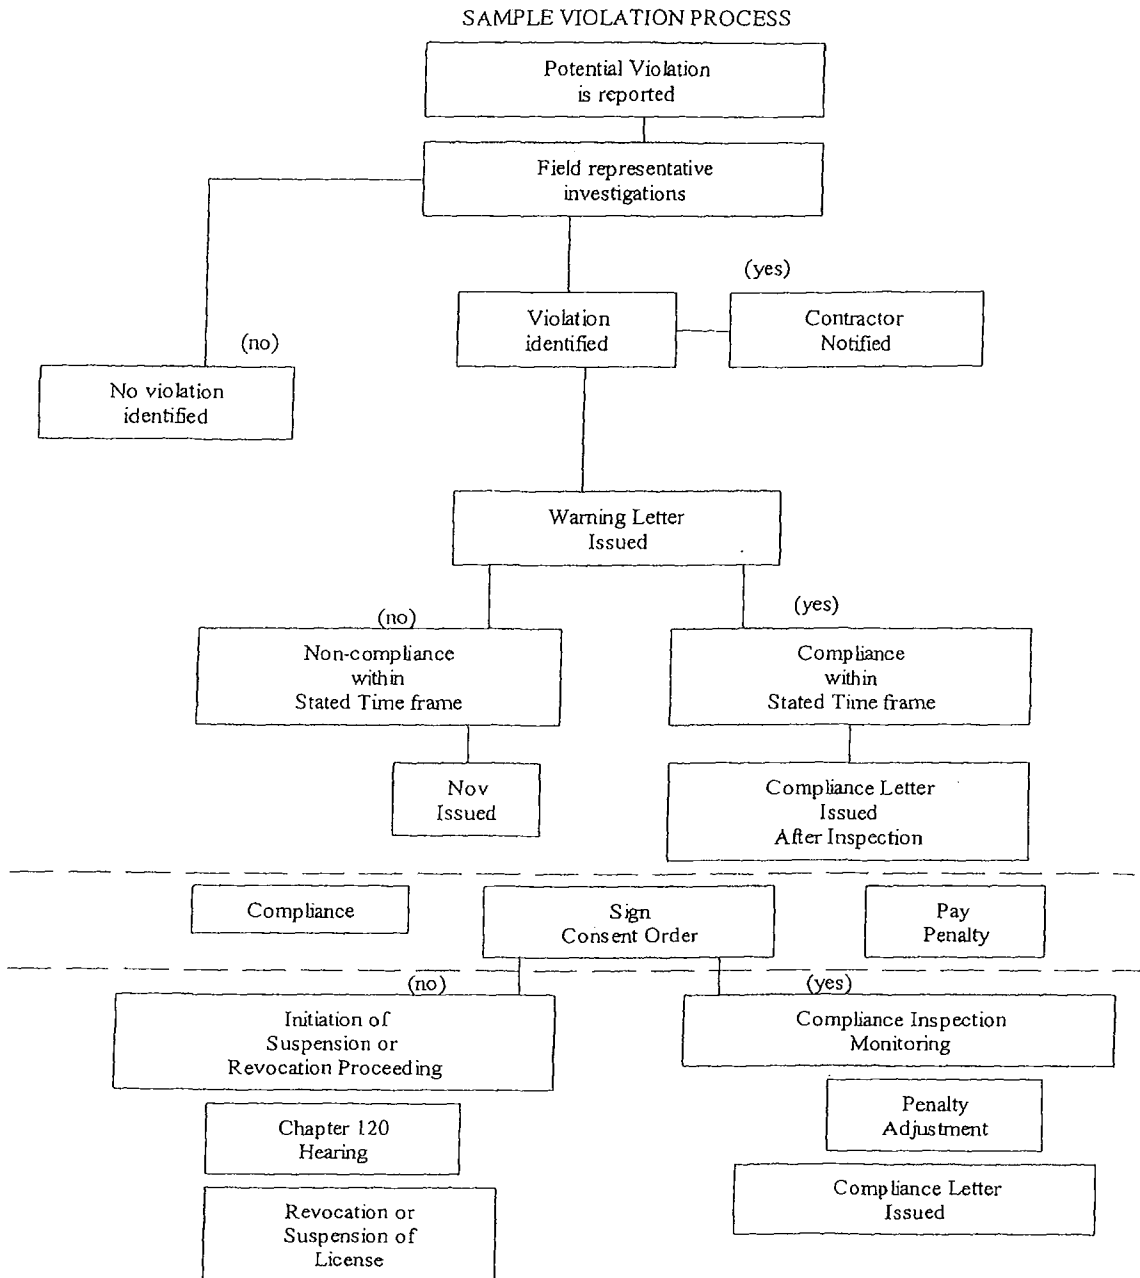 SAMPLE VIOLATION PROCESS
Potential Violation
is reported
Field representative
investigations
(yes)
Violation
identified
Contractor
Notified
(no)
No violation
identified
Warning Letter
Issued
(no)
(yes)
Non-compliance
within
Stated Time frame
Compliance
within
Stated Time frame
Nov
Issued
Compliance Letter
Issued
After Inspection
Compliance
Sign
Consent Order
Pay
Penalty
(no)
(yes)
Initiation of
Suspension or
Revocation Proceeding
Compliance Inspection
Monitoring
Chapter 120
Hearing
Penalty
Adjustment
Revocation or
Suspension of
License
Compliance Letter
Issued